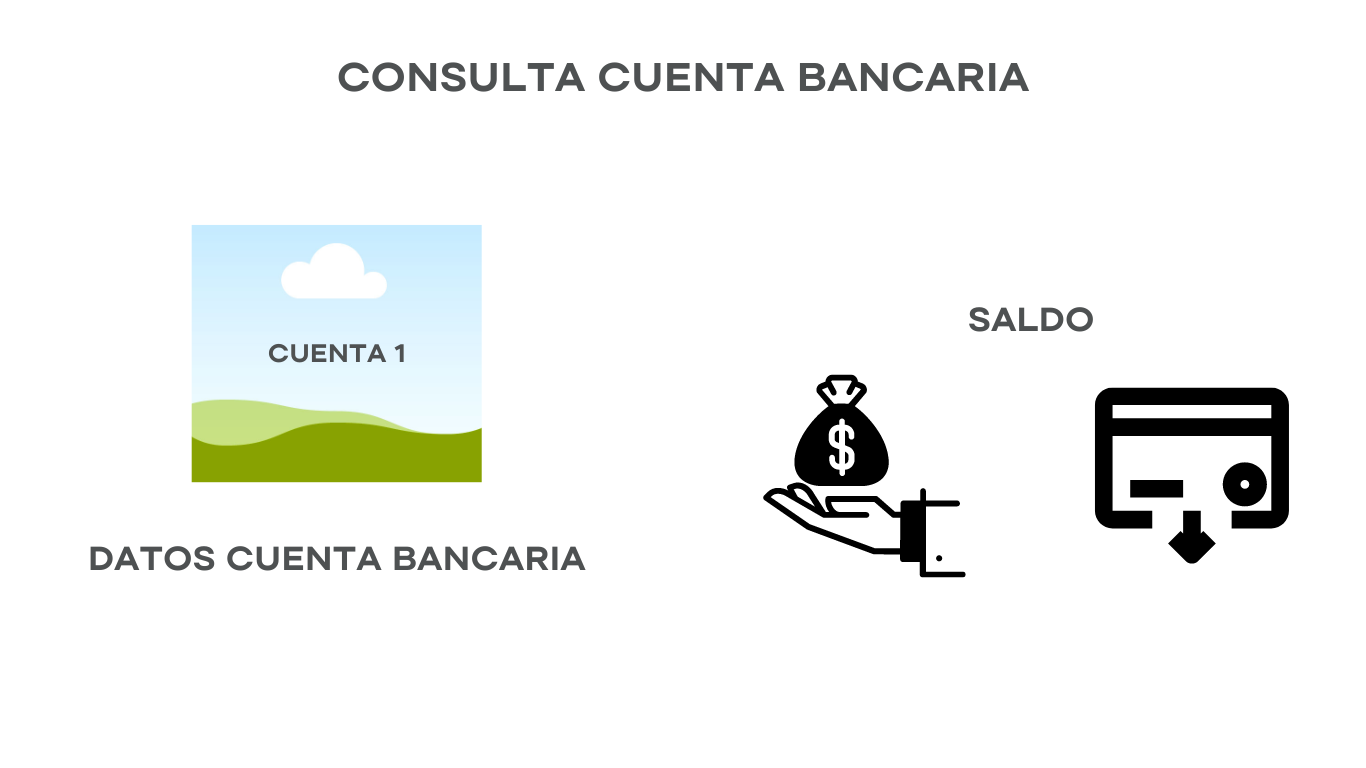 CONSULTA CUENTA BANCARIA
CUENTA 1
DATOS CUENTA BANCARIA
SALDO
$